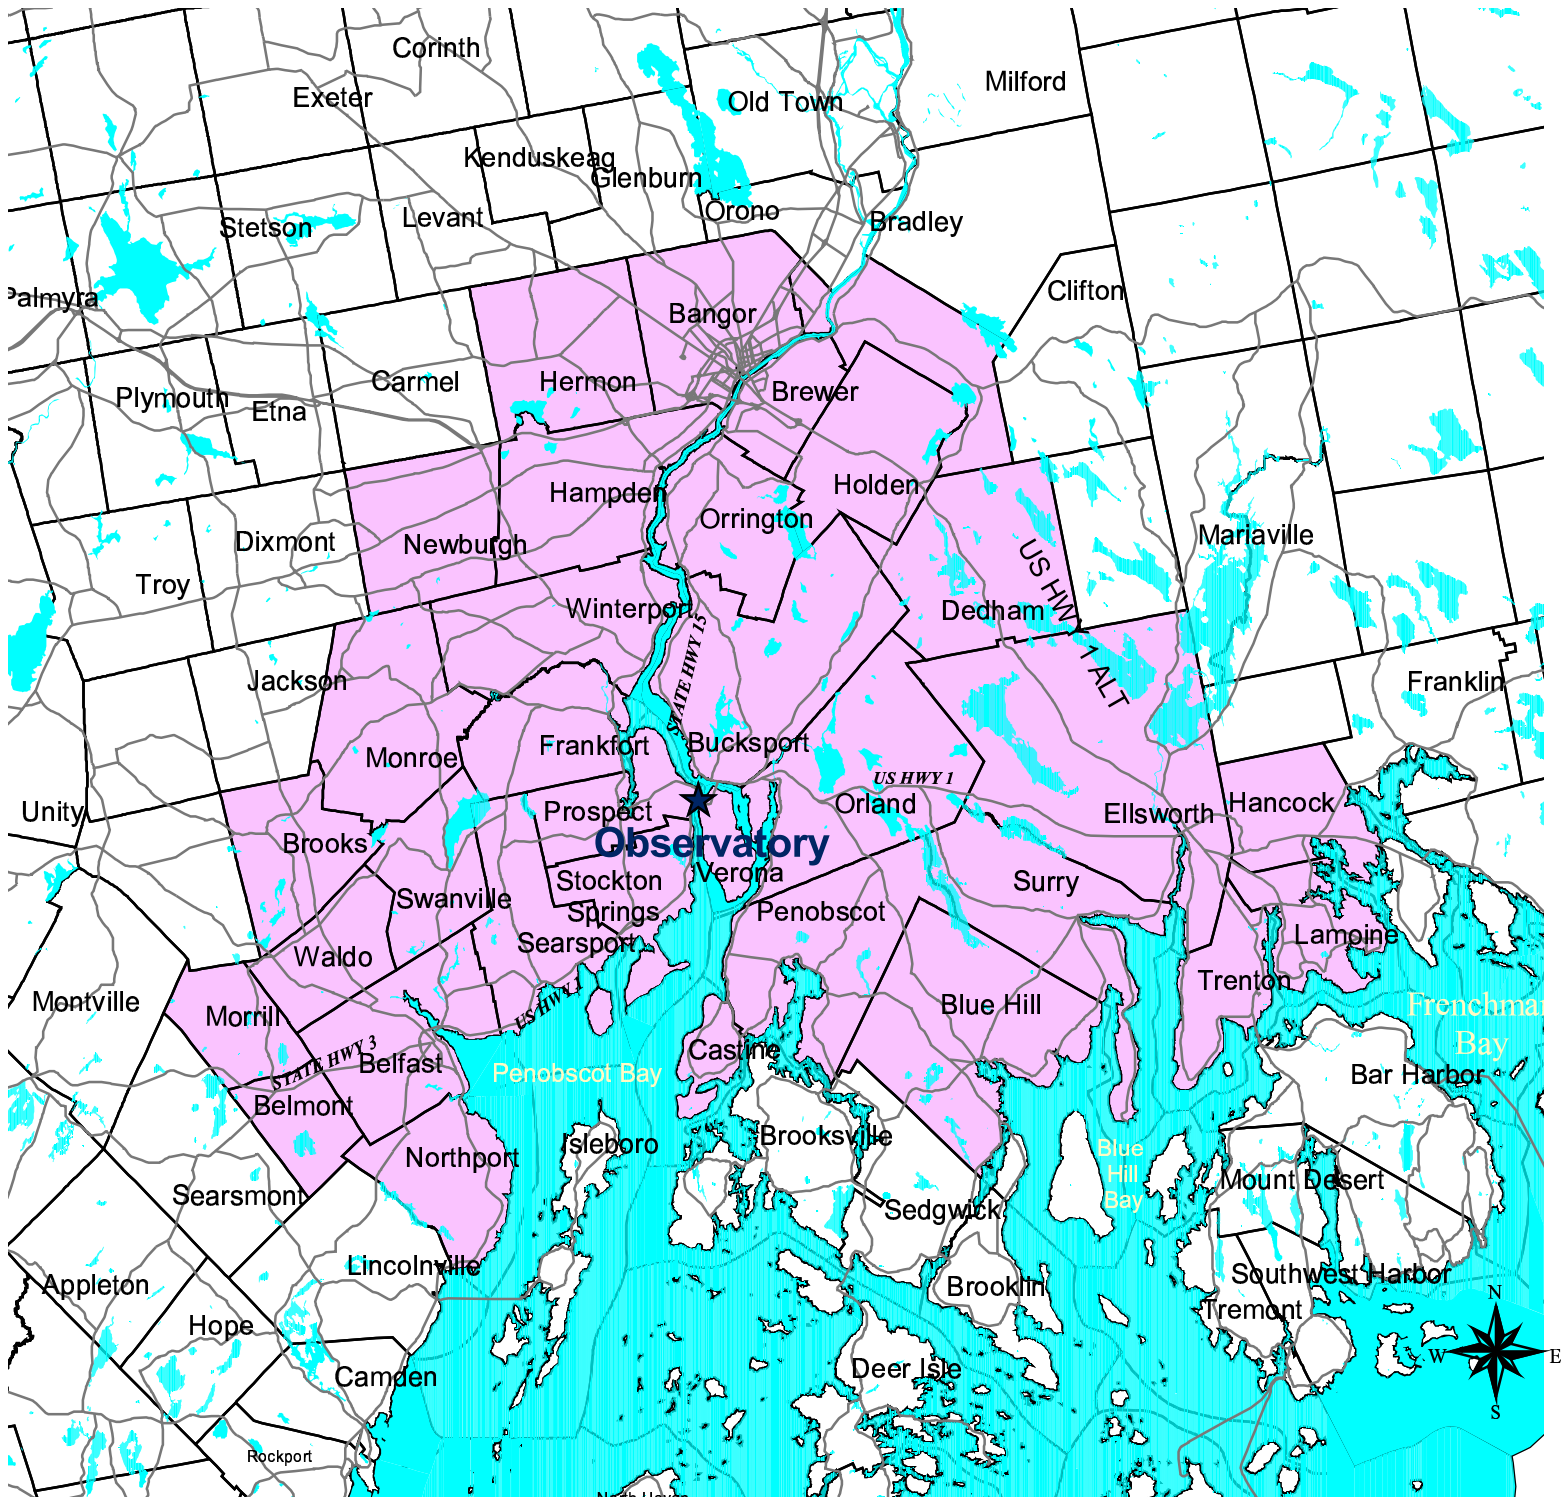 Corinth
Exeter
Milford
Old Town
Kenduskeag
Glenburn
Levant
Stetson
Orono
Bradley
Palmyra
Clifton
Bangor
Carmel
Hermon
Brewer
Plymouth
Etna
Hampden
Holden
Orrington
Mariaville
Dixmont
Newburgh
Troy
US HWY 1 ALT
Winterport
Dedham
STATE HWY 15
Jackson
Franklin
Monroe
Frankfort
Bucksport
US HWY 1
Unity
Prospect
Orland
Ellsworth
Hancock
Brooks
Observatory
Verona
Stockton
Springs
Surry
Swanville
Penobscot
Searsport
Lamoine
Waldo
Trenton
Montville
Morrill
US HWY 1
Blue Hill
Frenchman
Bay
STATE HWY 3
Belfast
Castine
Penobscot Bay
Bar Harbor
Belmont
Isleboro
Brooksville
Northport
Blue
Hill
Bay
Mount Desert
Searsmont
Sedgwick
Lincolnville
Appleton
Brooklin
Southwest Harbor
Tremont
Hope
N
W
E
S
Camden
Deer Isle
Rockport